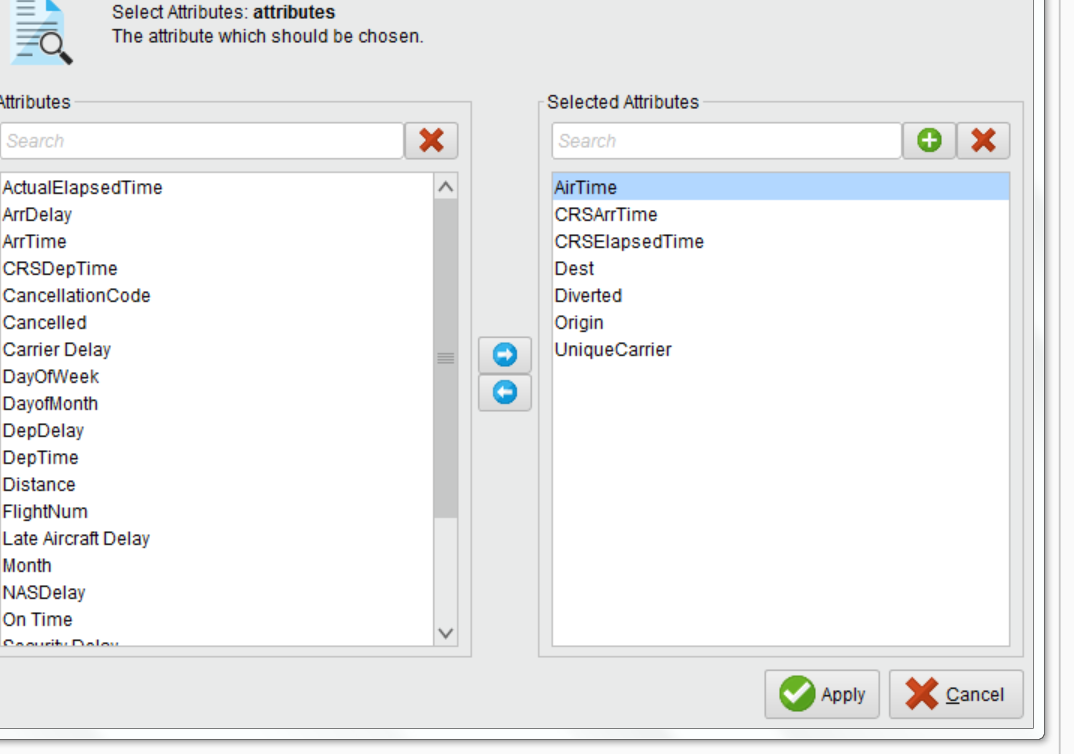 Select Attributes: attributes
The attribute which should be chosen.
Attributes
Search
ActualElapsedTime
ArrDelay
ArrTime
CRSDepTime
CancellationCode
Cancelled
Carrier Delay
DayOfWeek
DayofMonth
DepDelay
DepTime
Distance
FlightNum
Late Aircraft Delay
Month
NASDelay
On Time
Security Delay
Selected Attributes
Search
AirTime
CRSArrTime
CRSElapsedTime
Dest
Diverted
Origin
UniqueCarrier
Apply
Cancel